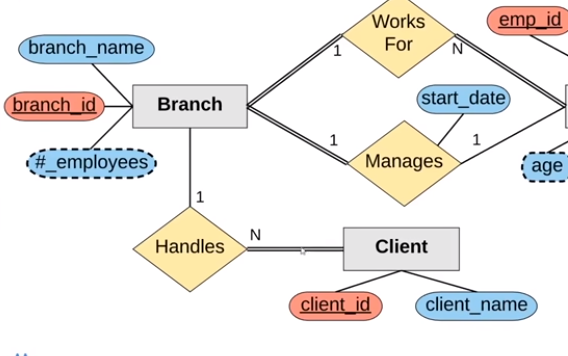 Works
For
emp_id
branch_name
1
N
branch_id
Branch
start_date
#_employees
1
Manages
1
age
1
Handles
N
Client
client_id
client_name